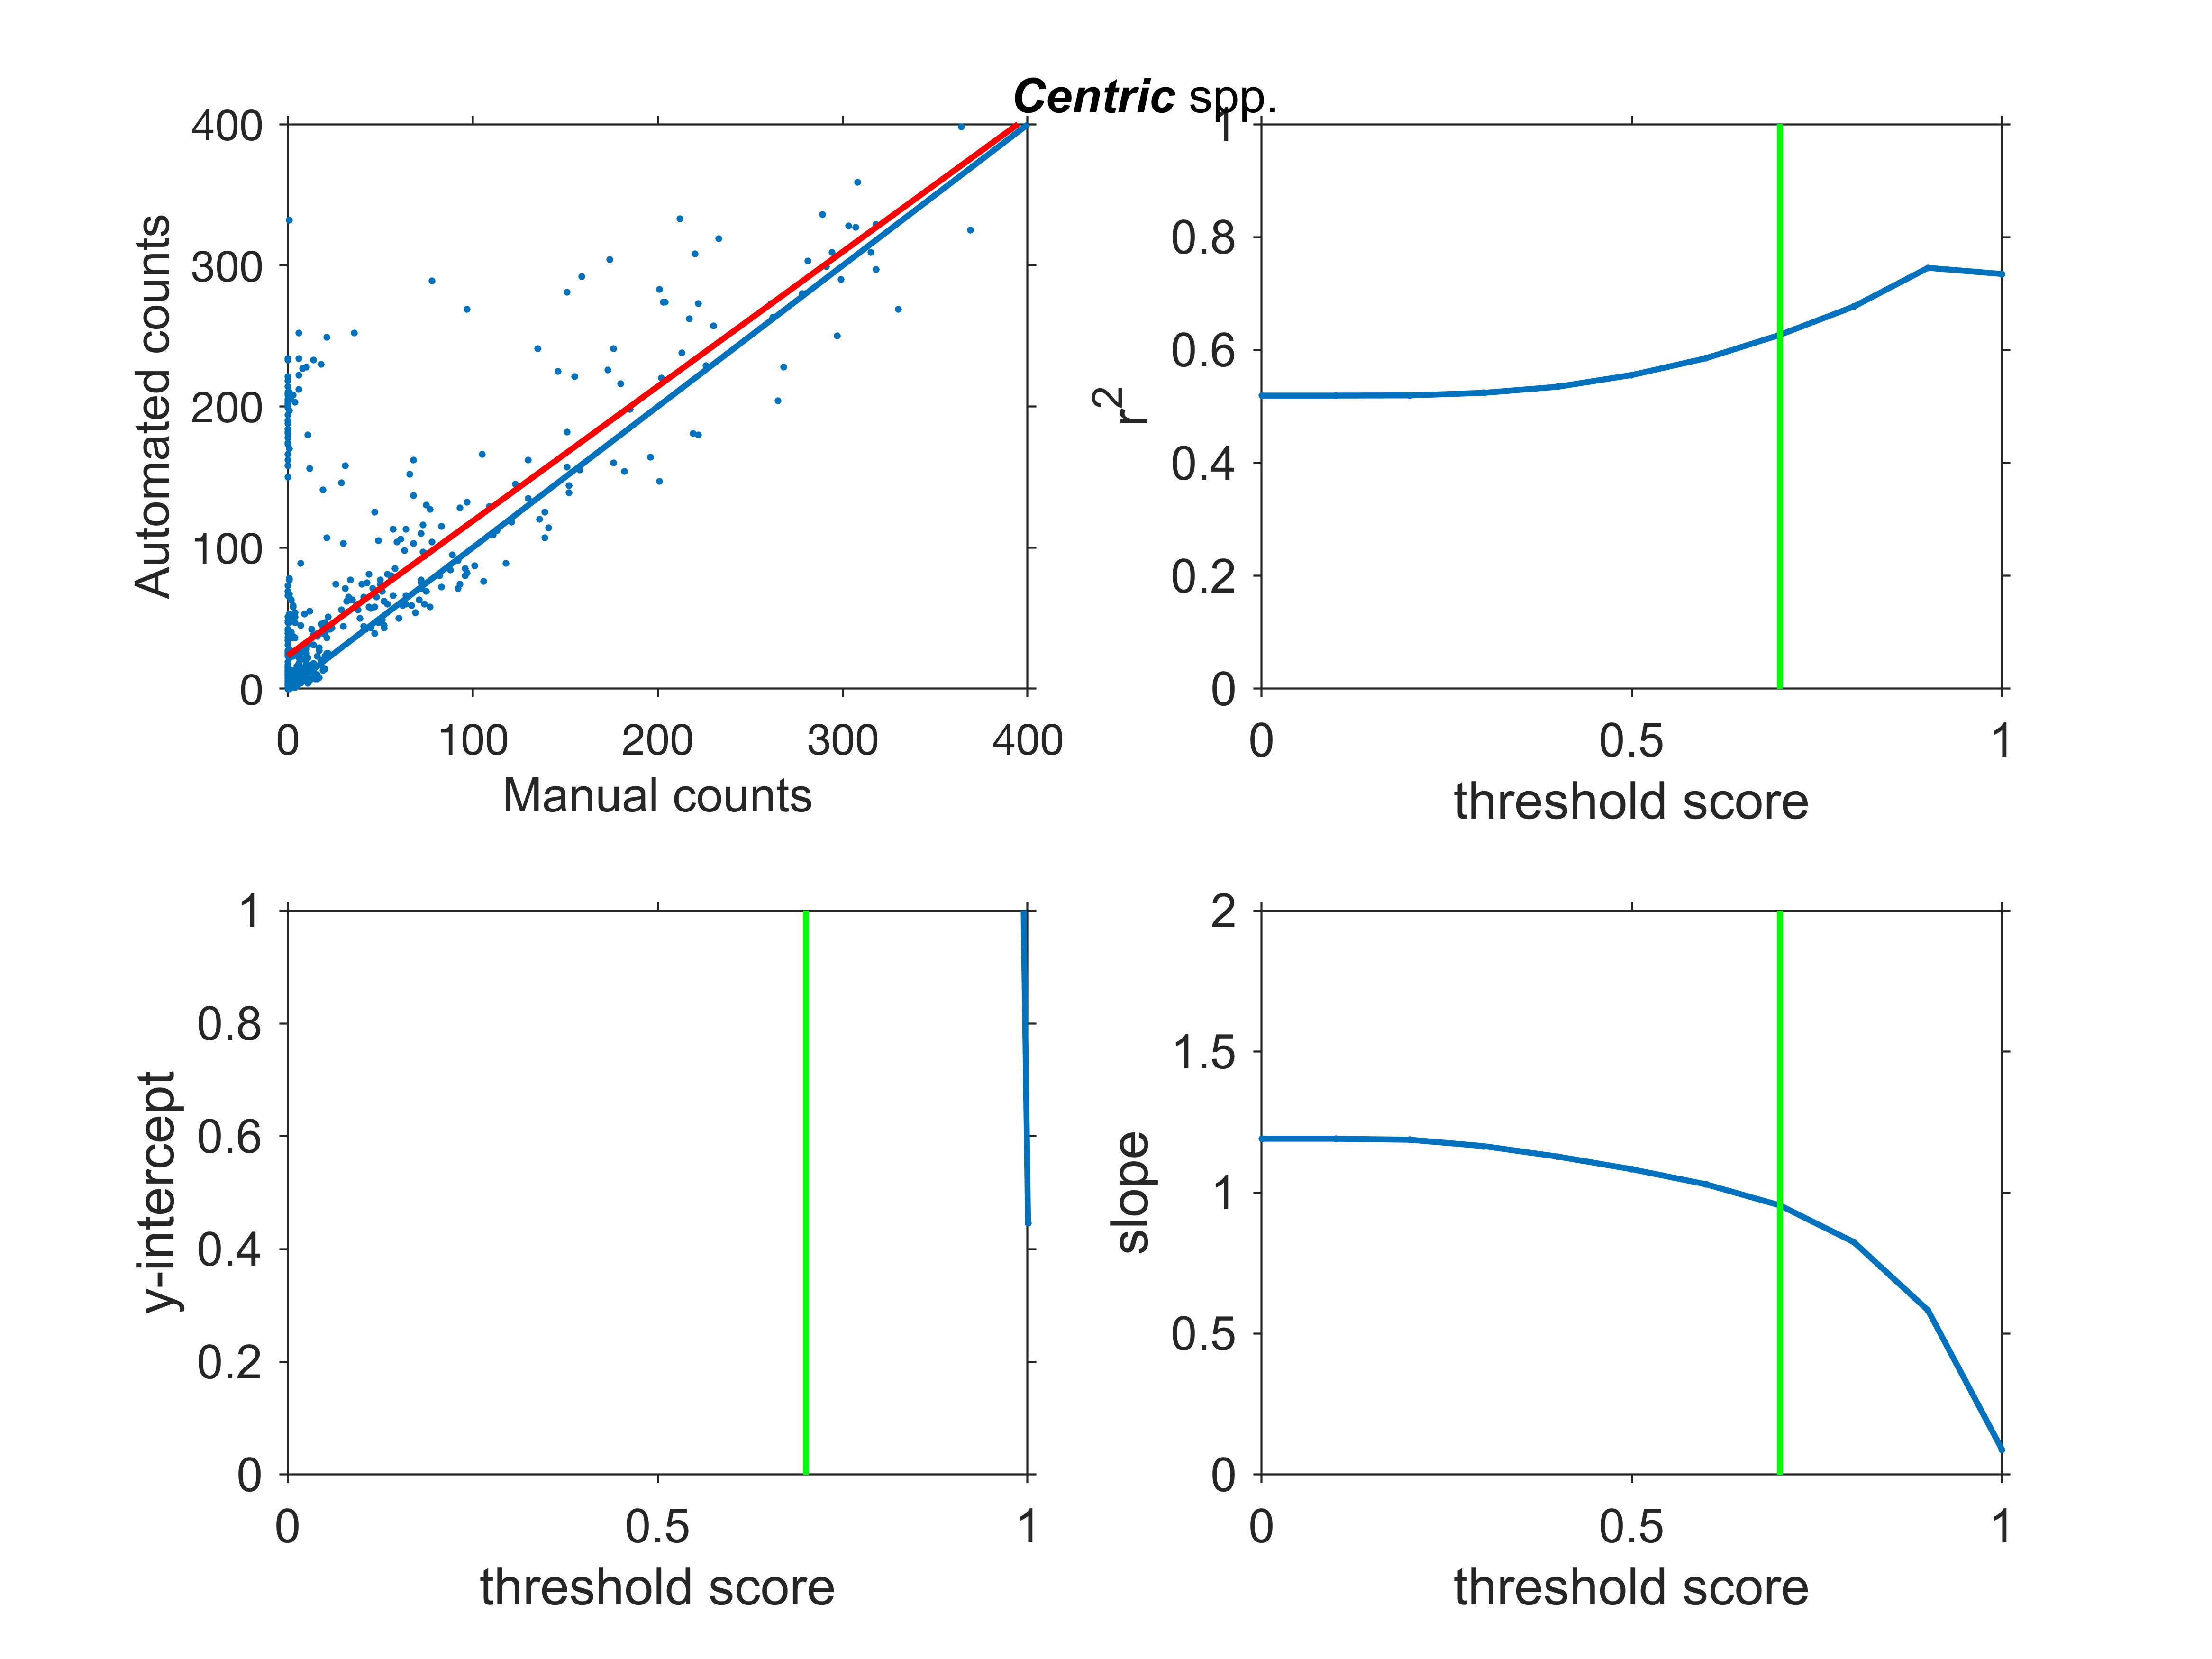 Centric spp.
400
300
200
100
0
Automated counts
0 100 200 300 400
Manual counts
1
0.8
0.6
0.4
0.2
0
r2
0 0.5 1
threshold score
1
0.8
0.6
0.4
0.2
0
y-intercept
0 0.5 1
threshold score
2
1.5
1
0.5
0
slope
0 0.5 1
threshold score